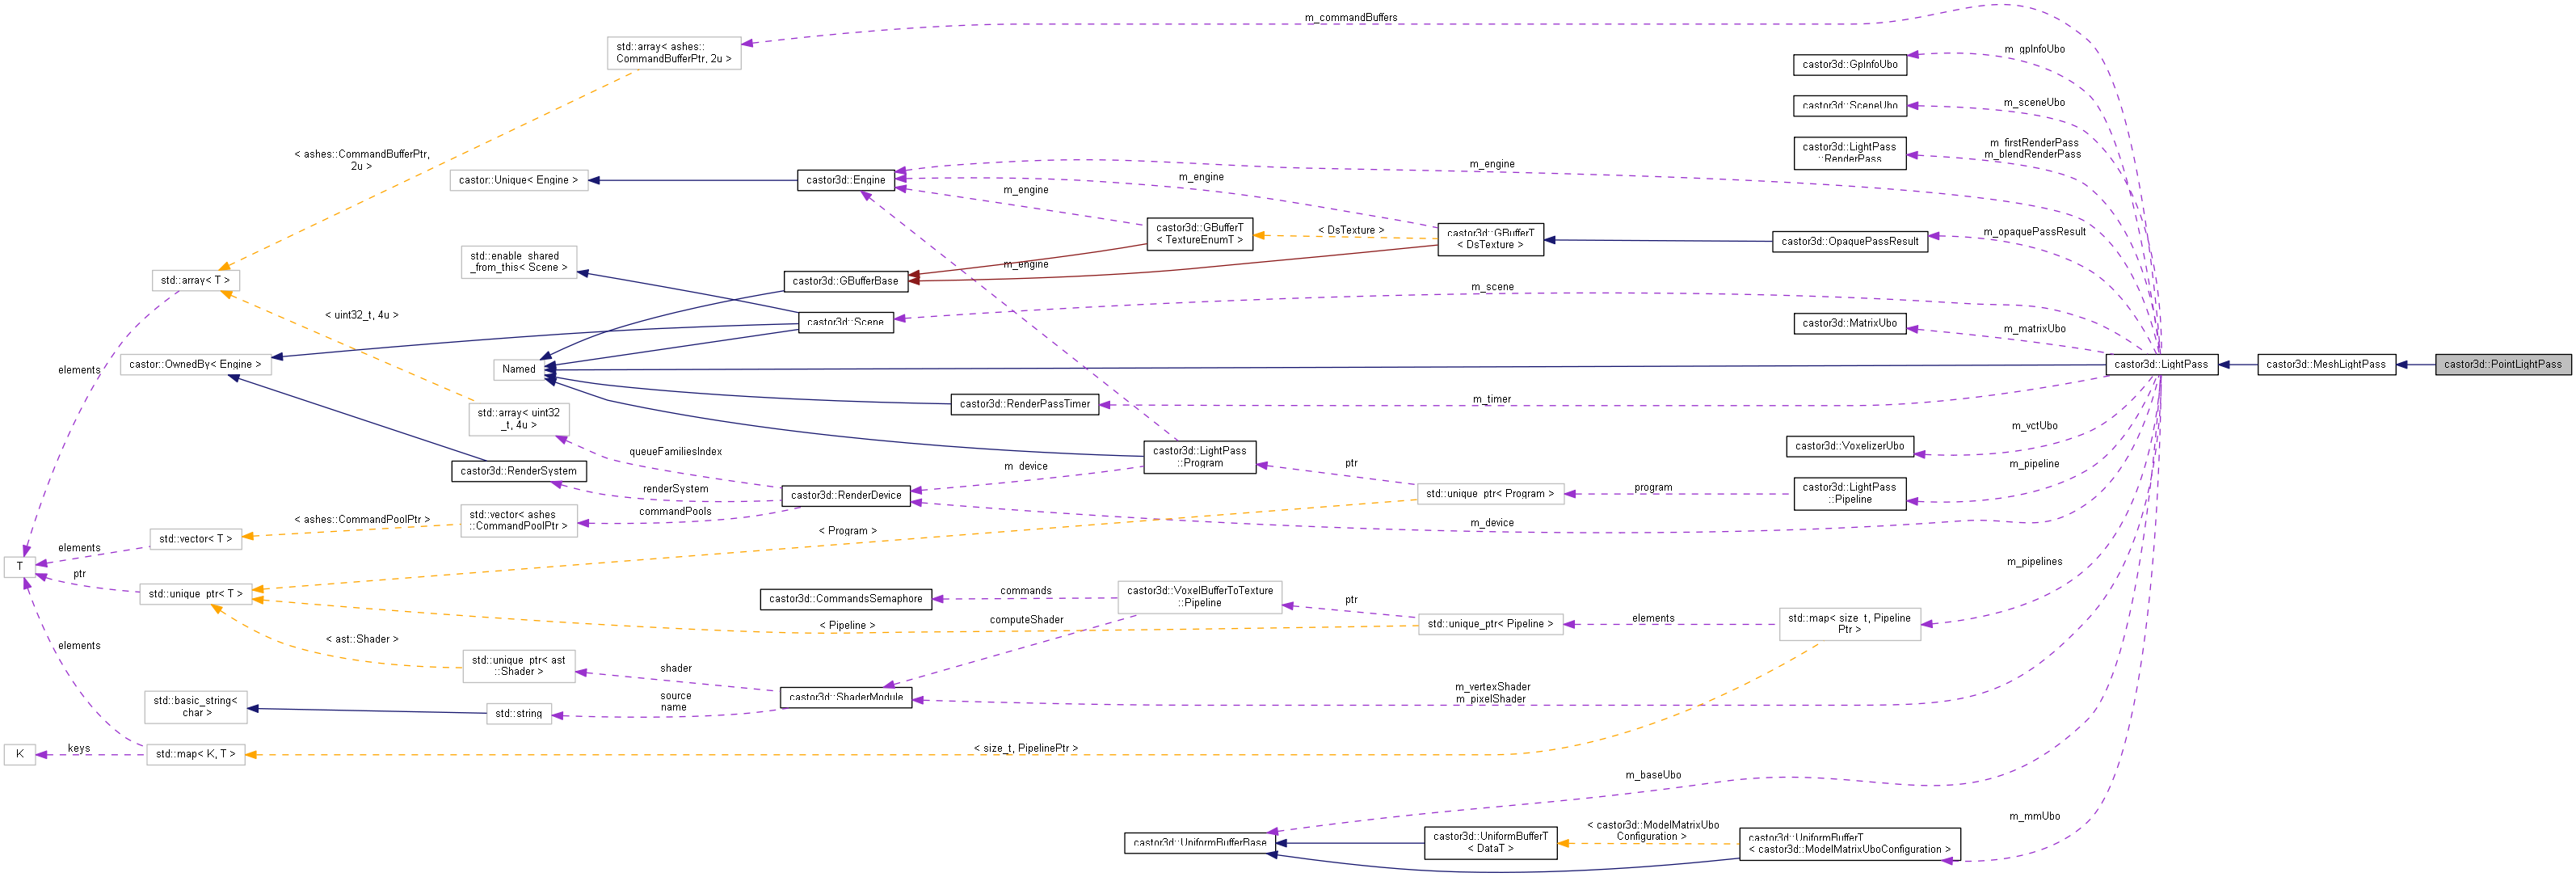 m_commandBuffers
std::array< ashes::
CommandBufferPtr, 2u >
m_gpInfoUbo
castor3d::GpInfoUbo
m_sceneUbo
castor3d::SceneUbo
m_firstRenderPass
m_blendRenderPass
castor3d::LightPass
::RenderPass
< ashes::CommandBufferPtr,
2u >
m_engine
castor::Unique< Engine >
castor3d::Engine
m_engine
m_engine
castor3d::GBufferT
< TextureEnumT >
< DsTexture >
castor3d::GBufferT
< DsTexture >
castor3d::OpaquePassResult
m_opaquePassResult
std::enable_shared
_from_this< Scene >
m_engine
castor3d::GBufferBase
std::array< T >
m_scene
< uint32_t, 4u >
castor3d::Scene
castor3d::MatrixUbo
m_matrixUbo
castor::OwnedBy< Engine >
Named
castor3d::LightPass
castor3d::MeshLightPass
castor3d::PointLightPass
elements
castor3d::RenderPassTimer
m_timer
std::array< uint32
_t, 4u >
m_vctUbo
castor3d::VoxelizerUbo
queueFamiliesIndex
castor3d::LightPass
::Program
m_device
ptr
m_pipeline
castor3d::RenderSystem
renderSystem
castor3d::RenderDevice
std::unique_ptr< Program >
program
castor3d::LightPass
::Pipeline
commandPools
std::vector< ashes
::CommandPoolPtr >
< ashes::CommandPoolPtr >
m_device
< Program >
std::vector< T >
elements
T
ptr
m_pipelines
std::unique_ptr< T >
castor3d::CommandsSemaphore
commands
castor3d::VoxelBufferToTexture
::Pipeline
ptr
computeShader
< Pipeline >
std::unique_ptr< Pipeline >
elements
std::map< size_t, Pipeline
Ptr >
< ast::Shader >
elements
std::unique_ptr< ast
::Shader >
shader
castor3d::ShaderModule
m_vertexShader
m_pixelShader
source
name
std::basic_string<
char >
std::string
K
keys
std::map< K, T >
< size_t, PipelinePtr >
m_baseUbo
m_mmUbo
castor3d::UniformBufferBase
castor3d::UniformBufferT
< DataT >
< castor3d::ModelMatrixUbo
Configuration >
castor3d::UniformBufferT
< castor3d::ModelMatrixUboConfiguration >